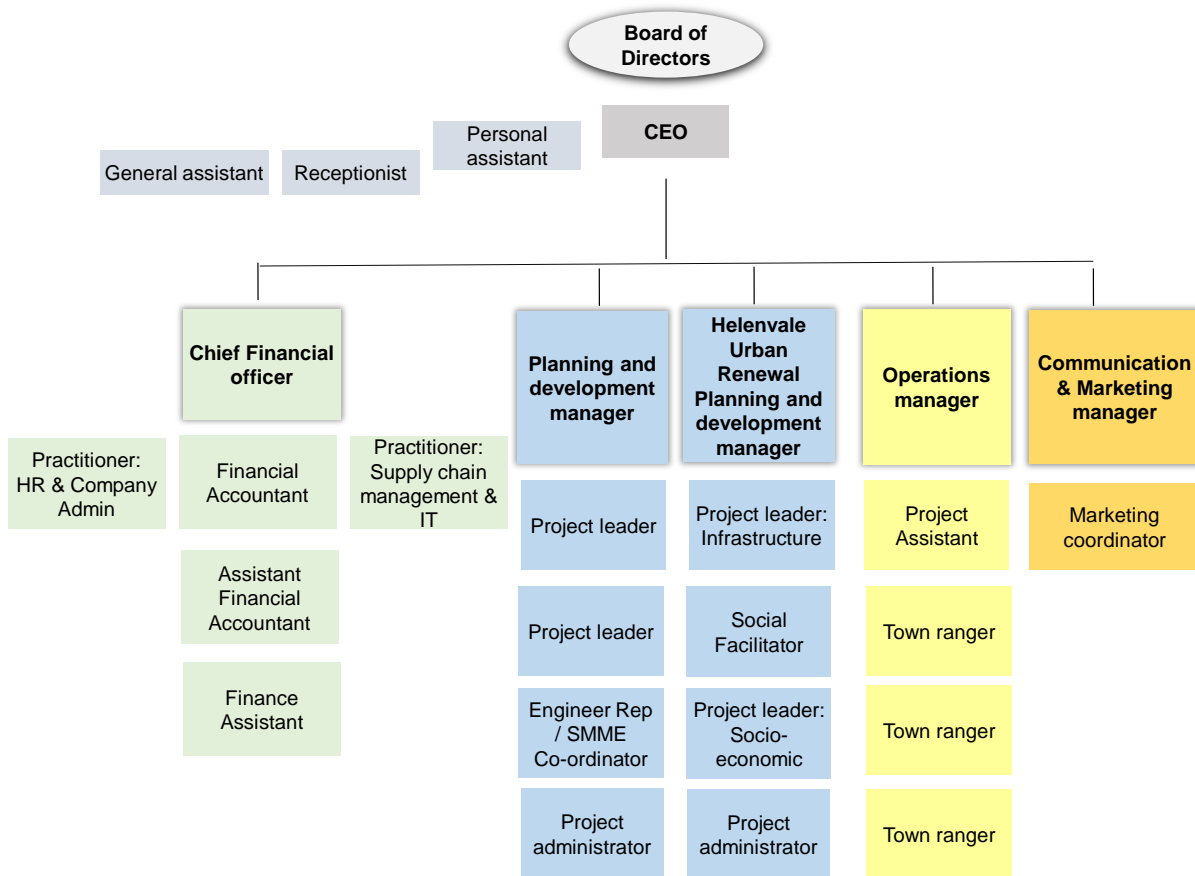 Board of
Directors
CEO
Personal
assistant
General assistant
Receptionist
Chief Financial
officer
Planning and
development
manager
Helenvale
Urban
Renewal
Planning and
development
manager
Operations
manager
Communication
& Marketing
manager
Practitioner:
HR & Company
Admin
Financial
Accountant
Practitioner:
Supply chain
management &
IT
Project leader
Project leader:
Infrastructure
Project
Assistant
Marketing
coordinator
Assistant
Financial
Accountant
Project leader
Social
Facilitator
Town ranger
Finance
Assistant
Engineer Rep
/ SMME
Co-ordinator
Project leader:
Socio-
economic
Town ranger
Project
administrator
Project
administrator
Town ranger